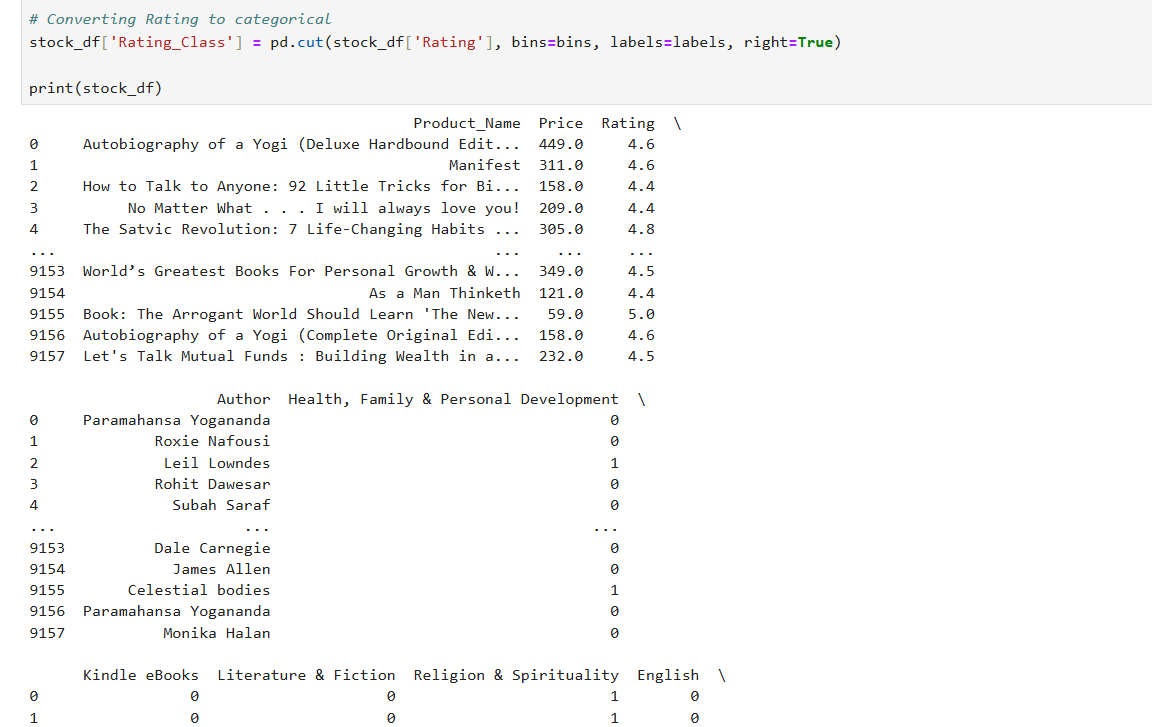 # Converting Rating to categorical
stock_df['Rating_Class'] = pd.cut(stock_df['Rating'], bins=bins, labels=labels, right=True)
print(stock_df)
Product_Name Price Rating \
0 Autobiography of a Yogi (Deluxe Hardbound Edit... 449.0 4.6
1 Manifest 311.0 4.6
2 How to Talk to Anyone: 92 Little Tricks for Bi... 158.0 4.4
3 No Matter What . . . I will always love you! 209.0 4.4
4 The Satvic Revolution: 7 Life-Changing Habits ... 305.0 4.8
... ... ... ...
9153 World’s Greatest Books For Personal Growth & W... 349.0 4.5
9154 As a Man Thinketh 121.0 4.4
9155 Book: The Arrogant World Should Learn 'The New... 59.0 5.0
9156 Autobiography of a Yogi (Complete Original Edi... 158.0 4.6
9157 Let's Talk Mutual Funds : Building Wealth in a... 232.0 4.5
Author Health, Family & Personal Development \
0 Paramahansa Yogananda 0
1 Roxie Nafousi 0
2 Leil Lowndes 1
3 Rohit Dawesar 0
4 Subah Saraf 0
... ... ...
9153 Dale Carnegie 0
9154 James Allen 0
9155 Celestial bodies 1
9156 Paramahansa Yogananda 0
9157 Monika Halan 0
Kindle eBooks Literature & Fiction Religion & Spirituality English \
0 0 0 1 0
1 0 0 1 0